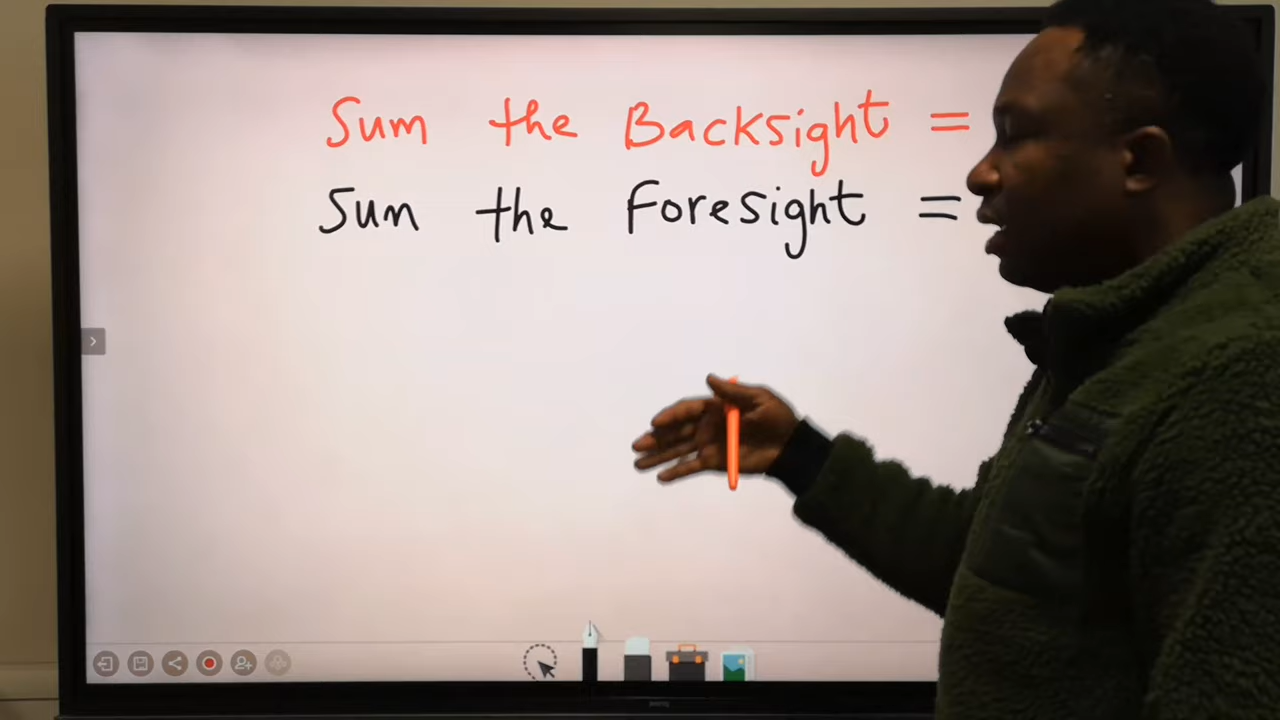 Sum the Backsight =
Sum the Foresight =